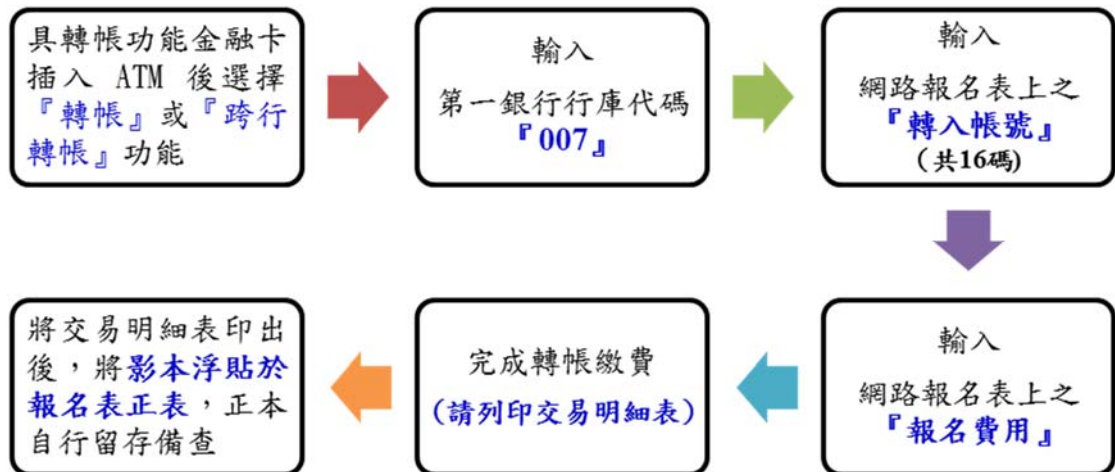 具轉帳功能金融卡
插入 ATM 後選擇
『轉帳』或『跨行
轉帳』功能
輸入
第一銀行行庫代碼
『007』
輸入
網路報名表上之
『轉入帳號』
（共16碼)
輸入
網路報名表上之
『報名費用』
完成轉帳繳費
(請列印交易明細表)
將交易明細表印出
後，將影本浮貼於
報名表正表，正本
自行留存備查